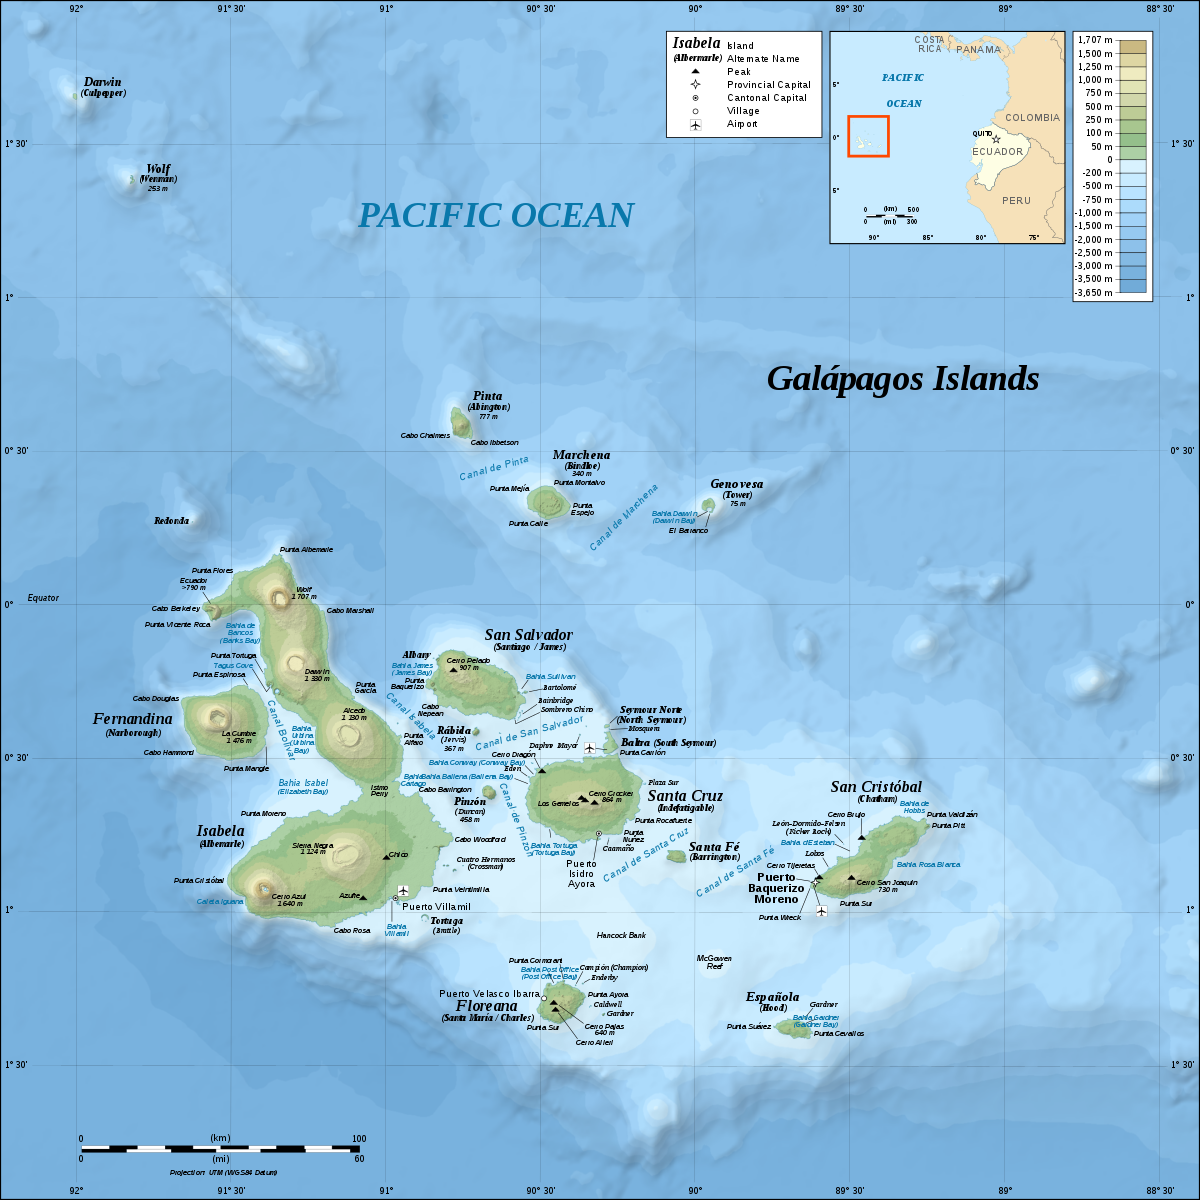 92°
91° 30'
91°
90° 30'
90°
89° 30'
89°
88° 30'
Isabela
(Albemarle)
Island
Alternate Name
Peak
Provincial Capital
Cantonal Capital
Village
Airport
COSTA
RICA
PANAMA
PACIFIC
OCEAN
COLOMBIA
QUITO
ECUADOR
PERU
5°
0°
5°
0
(km)
500
0
(mi)
300
90°
85°
80°
75°
1,707 m
1,500 m
1,250 m
1,000 m
750 m
500 m
250 m
100 m
50 m
0
-200 m
-500 m
-750 m
-1,000 m
-1,500 m
-2,000 m
-2,500 m
-3,000 m
-3,500 m
-3,650 m
Darwin
(Culpepper)
1° 30'
1° 30'
Wolf
(Wenman)
253 m
PACIFIC OCEAN
1°
1°
Galápagos Islands
Pinta
(Abington)
777 m
Cabo Chalmers
Cabo Ibbetson
0° 30'
0° 30'
Canal de Pinta
Marchena
(Bindloe)
340 m
Punta Montalvo
Punta Mejía
Punta
Espejo
Punta Calle
Canal de Marchena
Genovesa
(Tower)
75 m
Bahía Darwin
(Darwin Bay)
El Barranco
Redonda
Punta Albemarle
Punta Flores
Ecuador
>790 m
Wolf
1 707 m
Equator
0°
0°
Cabo Berkeley
Cabo Marshall
Punta Vicente Roca
Bahía de
Bancos
(Banks Bay)
Punta Tortuga
Tagus Cove
Punta Espinosa
Darwin
1 330 m
Punta
García
Cabo Douglas
Fernandina
(Narborough)
La Cumbre
1 476 m
Cabo Hammond
Punta Mangle
Canal Bolívar
Alcedo
1 130 m
Bahía
Urbina
(Urbina
Bay)
Punta
Alfaro
Canal Isabela
San Salvador
(Santiago / James)
Albany
Bahía James
(James Bay)
Punta
Baquerizo
Cerro Pelado
907 m
Cabo
Nepean
Bahía Sullivan
Bartolomé
Bainbridge
Sombrero Chino
Rábida
(Jervis)
367 m
Canal de San Salvador
Seymour Norte
(North Seymour)
Mosquera
Daphne Mayor
Baltra (South Seymour)
Punta Carrión
Cerro Dragón
Bahía Conway (Conway Bay)
Eden
Bahía Ballena (Ballena Bay)
Bahía
Cartago
0° 30'
0° 30'
Bahía Isabel
(Elizabeth Bay)
Istmo
Perry
Cabo Barrington
Pinzón
(Duncan)
458 m
Canal de Pinzón
Los Gemelos
Cerro Crocker
864 m
Plaza Sur
Santa Cruz
(Indefatigable)
Punta Rocafuerte
Punta
Nuñez
Caamaño
Bahía Tortuga
(Tortuga Bay)
Puerto
Isidro
Ayora
Canal de Santa Cruz
Santa Fé
(Barrington)
Canal de Santa Fé
San Cristóbal
(Chatham)
Bahía de
Hobbs
Punta Valdizán
Punta Pitt
Cerro Brujo
León-Dormido-Felsen
(Kicker Rock)
Bahía d'Esteban
Lobos
Cerro Tijeretas
Bahía Rosa Blanca
Puerto
Baquerizo
Moreno
Cerro San Joaquín
730 m
Punta Sur
Punta Wreck
Punta Moreno
Isabela
(Albemarle)
Sierra Negra
1 124 m
Chico
Cabo Woodford
Cuatro Hermanos
(Crossman)
Punta Cristóbal
Caleta Iguana
Cerro Azul
1 640 m
Azufre
Punta Veintimilla
Puerto Villamil
Tortuga
(Brattle)
Cabo Rosa
Bahía
Villamil
1°
1°
Hancock Bank
McGowen
Reef
Punta Cormorant
Bahía Post Office
(Post Office Bay)
Campion (Champion)
Enderby
Puerto Velasco Ibarra
Floreana
(Santa María / Charles)
Punta Ayora
Caldwell
Gardner
Punta Sur
Cerro Pajas
640 m
Cerro Alieri
Española
(Hood)
Gardner
Bahía Gardner
(Gardner Bay)
Punta Suárez
Punta Cevallos
1° 30'
1° 30'
0
(km)
100
0
(mi)
60
Projection UTM (WGS84 Datum)
92°
91° 30'
91°
90° 30'
90°
89° 30'
89°
88° 30'